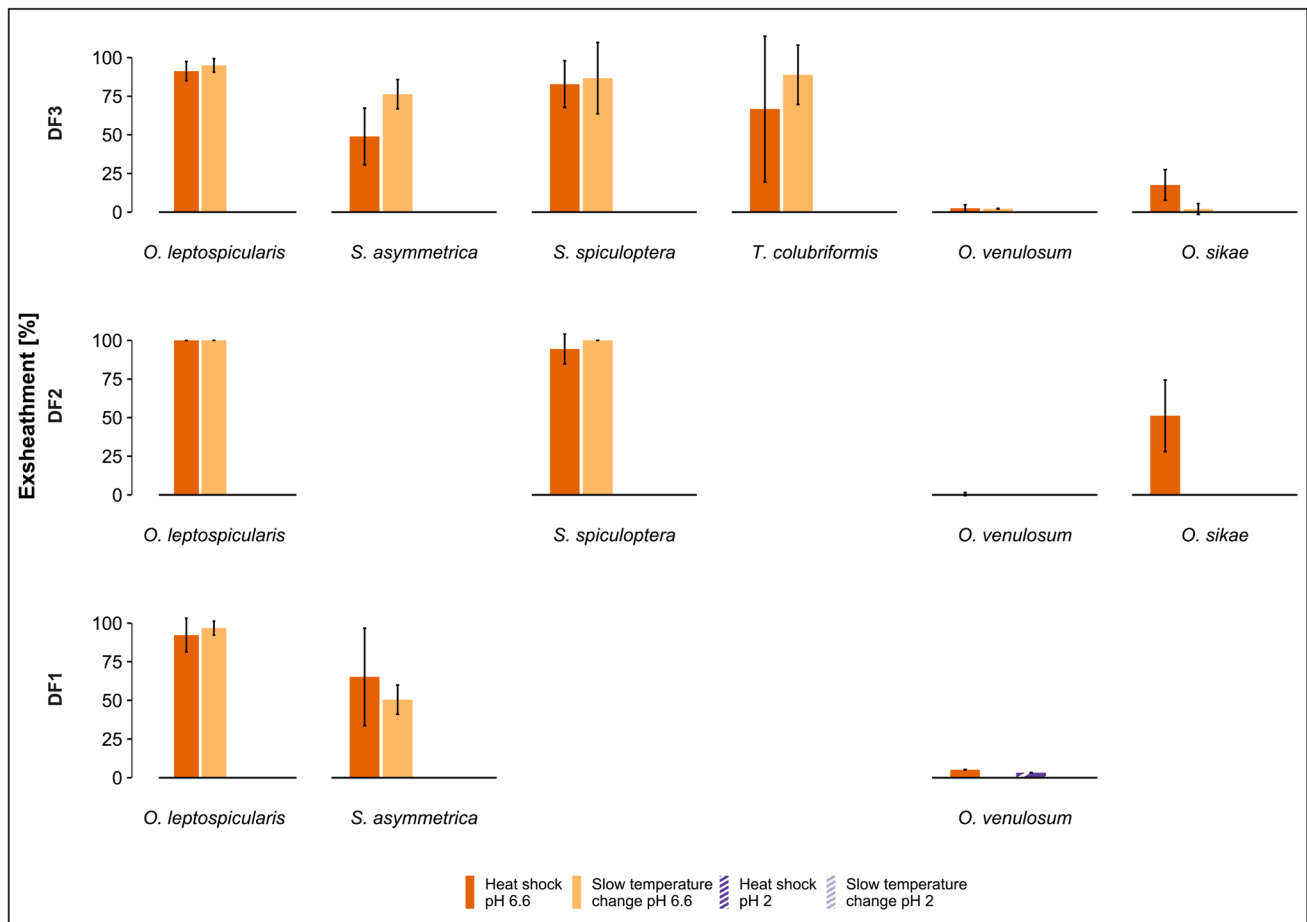 Exsheathment [%]
DF3
100
75
50
25
0
O. leptospicularis
S. asymmetrica
S. spiculoptera
T. colubriformis
O. venulosum
O. sikae
DF2
100
75
50
25
0
O. leptospicularis
S. spiculoptera
O. venulosum
O. sikae
DF1
100
75
50
25
0
O. leptospicularis
S. asymmetrica
O. venulosum
Heat shock
pH 6.6
Slow temperature
change pH 6.6
Heat shock
pH 2
Slow temperature
change pH 2